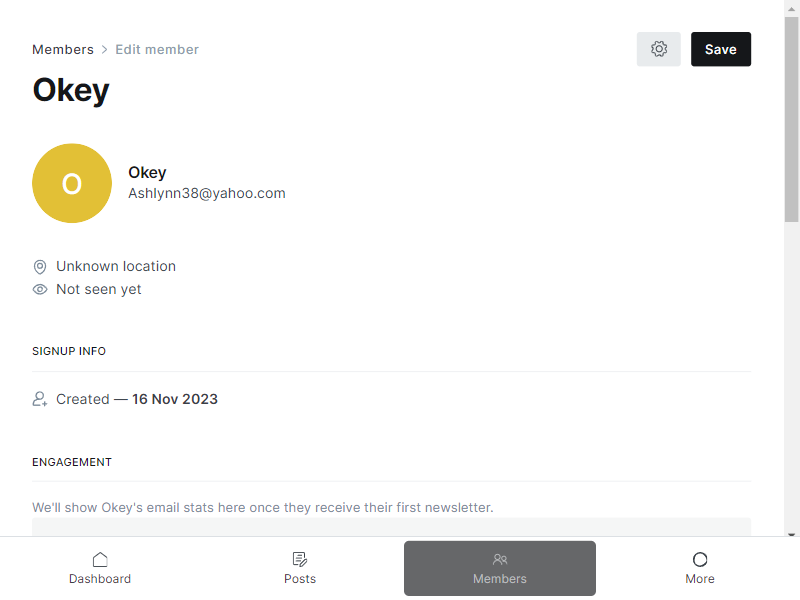 Members > Edit member
Save
Okey
O
Okey
Ashlynn38@yahoo.com
Unknown location
Not seen yet
SIGNUP INFO
Created — 16 Nov 2023
ENGAGEMENT
We'll show Okey's email stats here once they receive their first newsletter.
Dashboard
Posts
Members
More